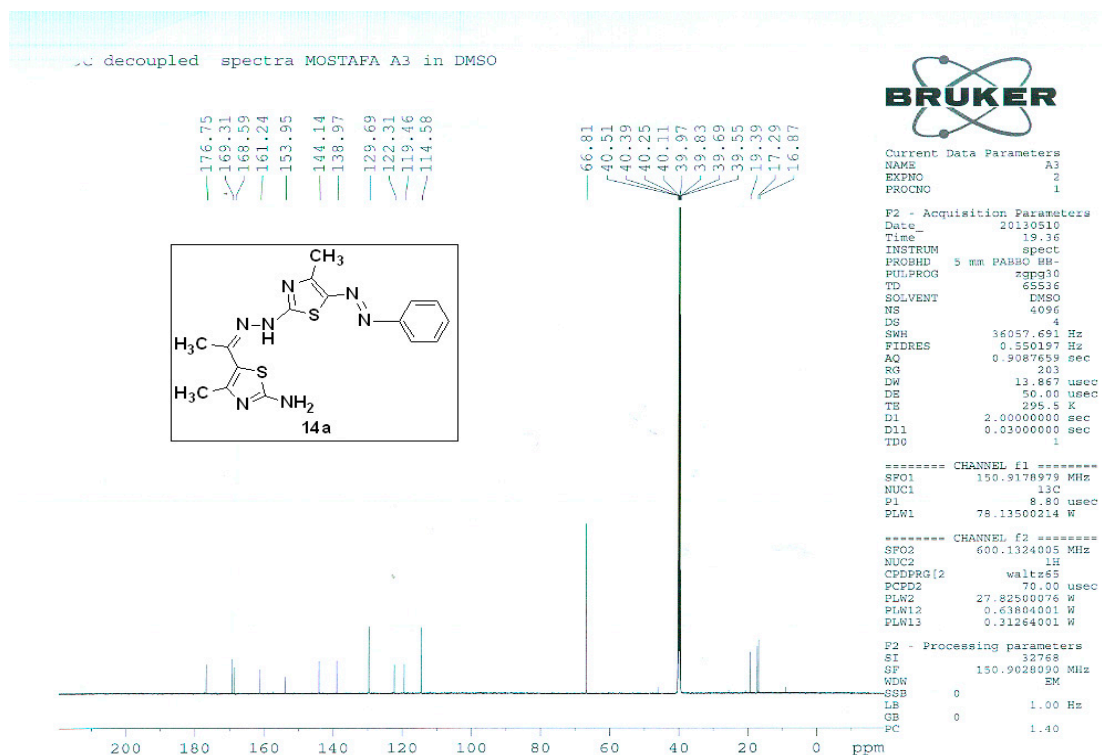 decoupled spectra MOSTAFA A3 in DMSO
176.75
169.31
168.59
161.24
153.95
144.14
138.97
129.69
122.31
119.46
114.58
66.81
40.51
40.39
40.25
40.11
39.97
39.83
39.69
39.55
19.39
17.29
16.87
CH3
N
N
S
N
N
N
H
H3C
S
H3C
N
NH2
14a
200 180 160 140 120 100 80 60 40 20 0 ppm
BRUKER
Current Data Parameters
NAME A3
EXPNO 2
PROCNO 1
F2 - Acquisition Parameters
Date_ 20130510
Time 19.36
INSTRUM spect
PROBHD 5 mm PABBO BB-
PULPROG zgpg30
TD 65536
SOLVENT DMSO
NS 4096
DS 4
SWH 36057.691 Hz
FIDRES 0.550197 Hz
AQ 0.9087659 sec
RG 203
DW 13.867 usec
DE 50.00 usec
TE 295.5 K
D1 2.00000000 sec
D11 0.03000000 sec
TD0 1
======== CHANNEL f1 ========
SFO1 150.9178979 MHz
NUC1 13C
P1 8.80 usec
PLW1 78.13500214 W
======== CHANNEL f2 ========
SFO2 600.1324005 MHz
NUC2 1H
CPDPRG[2 waltz65
PCPD2 70.00 usec
PLW2 27.82500076 W
PLW12 0.63804001 W
PLW13 0.31264001 W
F2 - Processing parameters
SI 32768
SF 150.9028090 MHz
WDW EM
SSB 0
LB 1.00 Hz
GB 0
PC 1.40